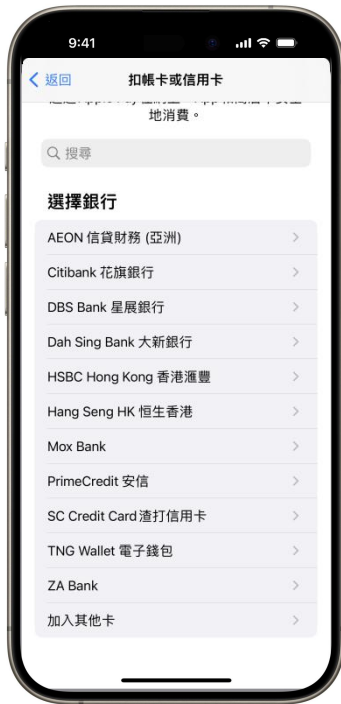 9:41
返回
扣帳卡或信用卡
地消費。
搜尋
選擇銀行
AEON 信貸財務 (亞洲)
Citibank 花旗銀行
DBS Bank 星展銀行
Dah Sing Bank 大新銀行
HSBC Hong Kong 香港滙豐
Hang Seng HK 恒生香港
Mox Bank
PrimeCredit 安信
SC Credit Card 渣打信用卡
TNG Wallet 電子錢包
ZA Bank
加入其他卡